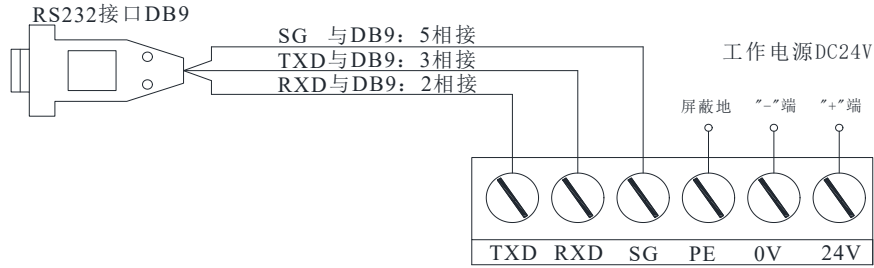 RS232接口DB9
SG 与DB9：5相接
TXD与DB9：3相接
RXD与DB9：2相接
工作电源DC24V
屏蔽地 "-"端 "+"端
TXD RXD SG PE 0V 24V